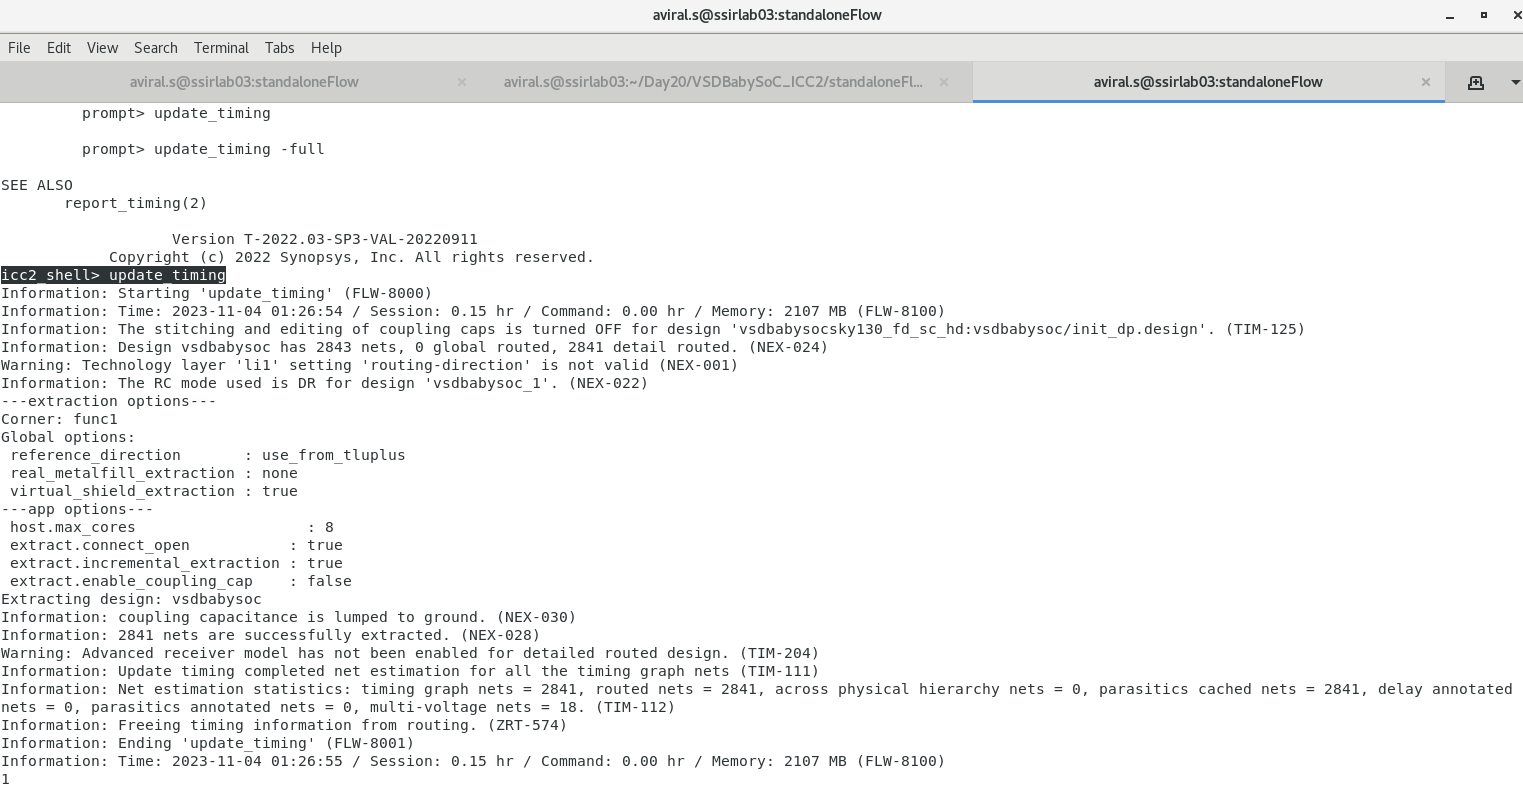 aviral.s@ssirlab03:standaloneFlow
File Edit View Search Terminal Tabs Help
aviral.s@ssirlab03:standaloneFlow × aviral.s@ssirlab03:~/Day20/VSDBabySoC_ICC2/standaloneFl... × aviral.s@ssirlab03:standaloneFlow ×
prompt> update_timing
prompt> update_timing -full
SEE ALSO
report_timing(2)
Version T-2022.03-SP3-VAL-20220911
Copyright (c) 2022 Synopsys, Inc. All rights reserved.
icc2_shell> update_timing
Information: Starting 'update_timing' (FLW-8000)
Information: Time: 2023-11-04 01:26:54 / Session: 0.15 hr / Command: 0.00 hr / Memory: 2107 MB (FLW-8100)
Information: The stitching and editing of coupling caps is turned OFF for design 'vsdbabysocsky130_fd_sc_hd:vsdbabysoc/init_dp.design'. (TIM-125)
Information: Design vsdbabysoc has 2843 nets, 0 global routed, 2841 detail routed. (NEX-024)
Warning: Technology layer 'li1' setting 'routing-direction' is not valid (NEX-001)
Information: The RC mode used is DR for design 'vsdbabysoc_1'. (NEX-022)
---extraction options---
Corner: func1
Global options:
reference_direction : use_from_tluplus
real_metalfill_extraction : none
virtual_shield_extraction : true
---app options---
host.max_cores : 8
extract.connect_open : true
extract.incremental_extraction : true
extract.enable_coupling_cap : false
Extracting design: vsdbabysoc
Information: coupling capacitance is lumped to ground. (NEX-030)
Information: 2841 nets are successfully extracted. (NEX-028)
Warning: Advanced receiver model has not been enabled for detailed routed design. (TIM-204)
Information: Update timing completed net estimation for all the timing graph nets (TIM-111)
Information: Net estimation statistics: timing graph nets = 2841, routed nets = 2841, across physical hierarchy nets = 0, parasitics cached nets = 2841, delay annotated
nets = 0, parasitics annotated nets = 0, multi-voltage nets = 18. (TIM-112)
Information: Freeing timing information from routing. (ZRT-574)
Information: Ending 'update_timing' (FLW-8001)
Information: Time: 2023-11-04 01:26:55 / Session: 0.15 hr / Command: 0.00 hr / Memory: 2107 MB (FLW-8100)
1